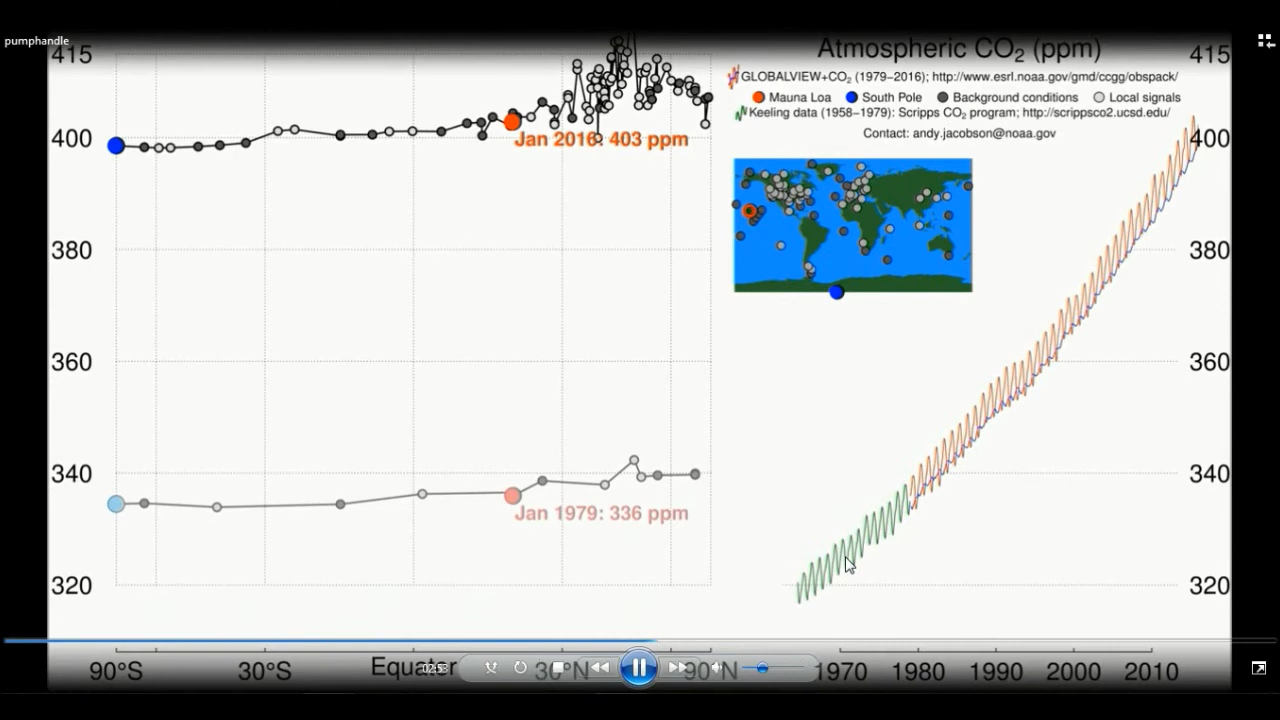 pumphandle
415
400
380
360
340
320
Jan 2016: 403 ppm
Jan 1979: 336 ppm
90°S
30°S
Equator
30°N
90°N
Atmospheric CO₂ (ppm)
GLOBALVIEW+CO₂ (1979–2016); http://www.esrl.noaa.gov/gmd/ccgg/obspack/
Mauna Loa South Pole Background conditions Local signals
Keeling data (1958–1979): Scripps CO₂ program; http://scrippsco2.ucsd.edu/
Contact: andy.jacobson@noaa.gov
415
400
380
360
340
320
1970 1980 1990 2000 2010
02:53